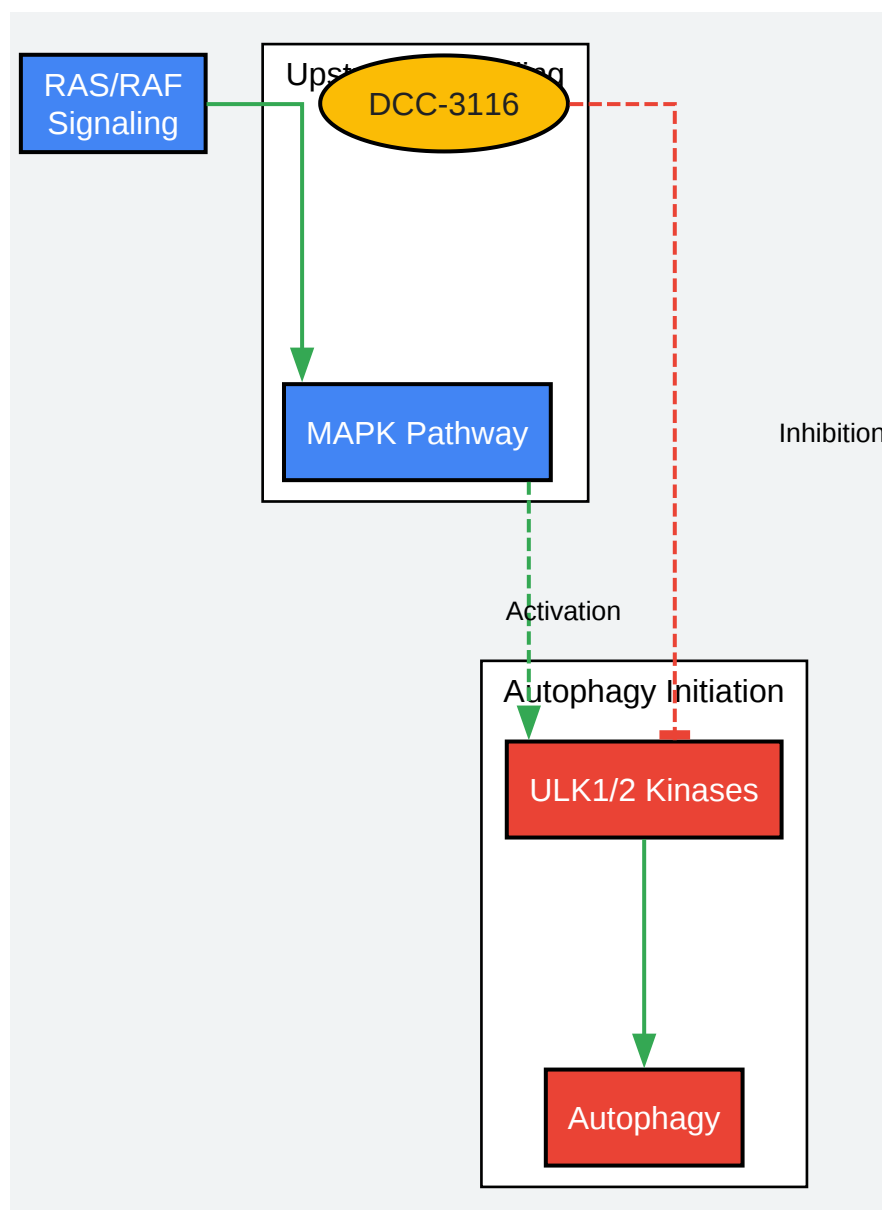 RAS/RAF
Signaling
DCC-3116
MAPK Pathway
Inhibition
Activation
Autophagy Initiation
ULK1/2 Kinases
Autophagy